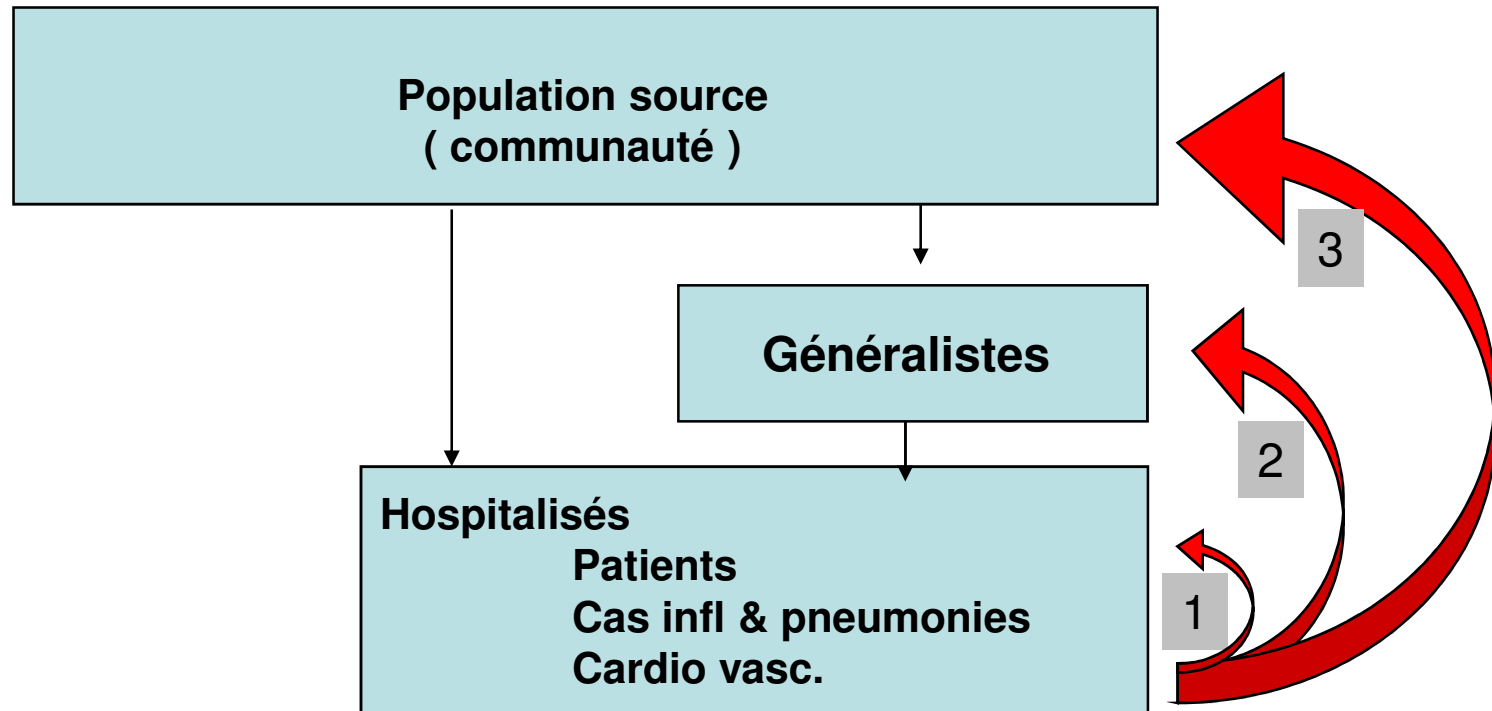 Population source
( communauté )
3
Généralistes
2
Hospitalisés
Patients
Cas infl & pneumonies
1
Cardio vasc.